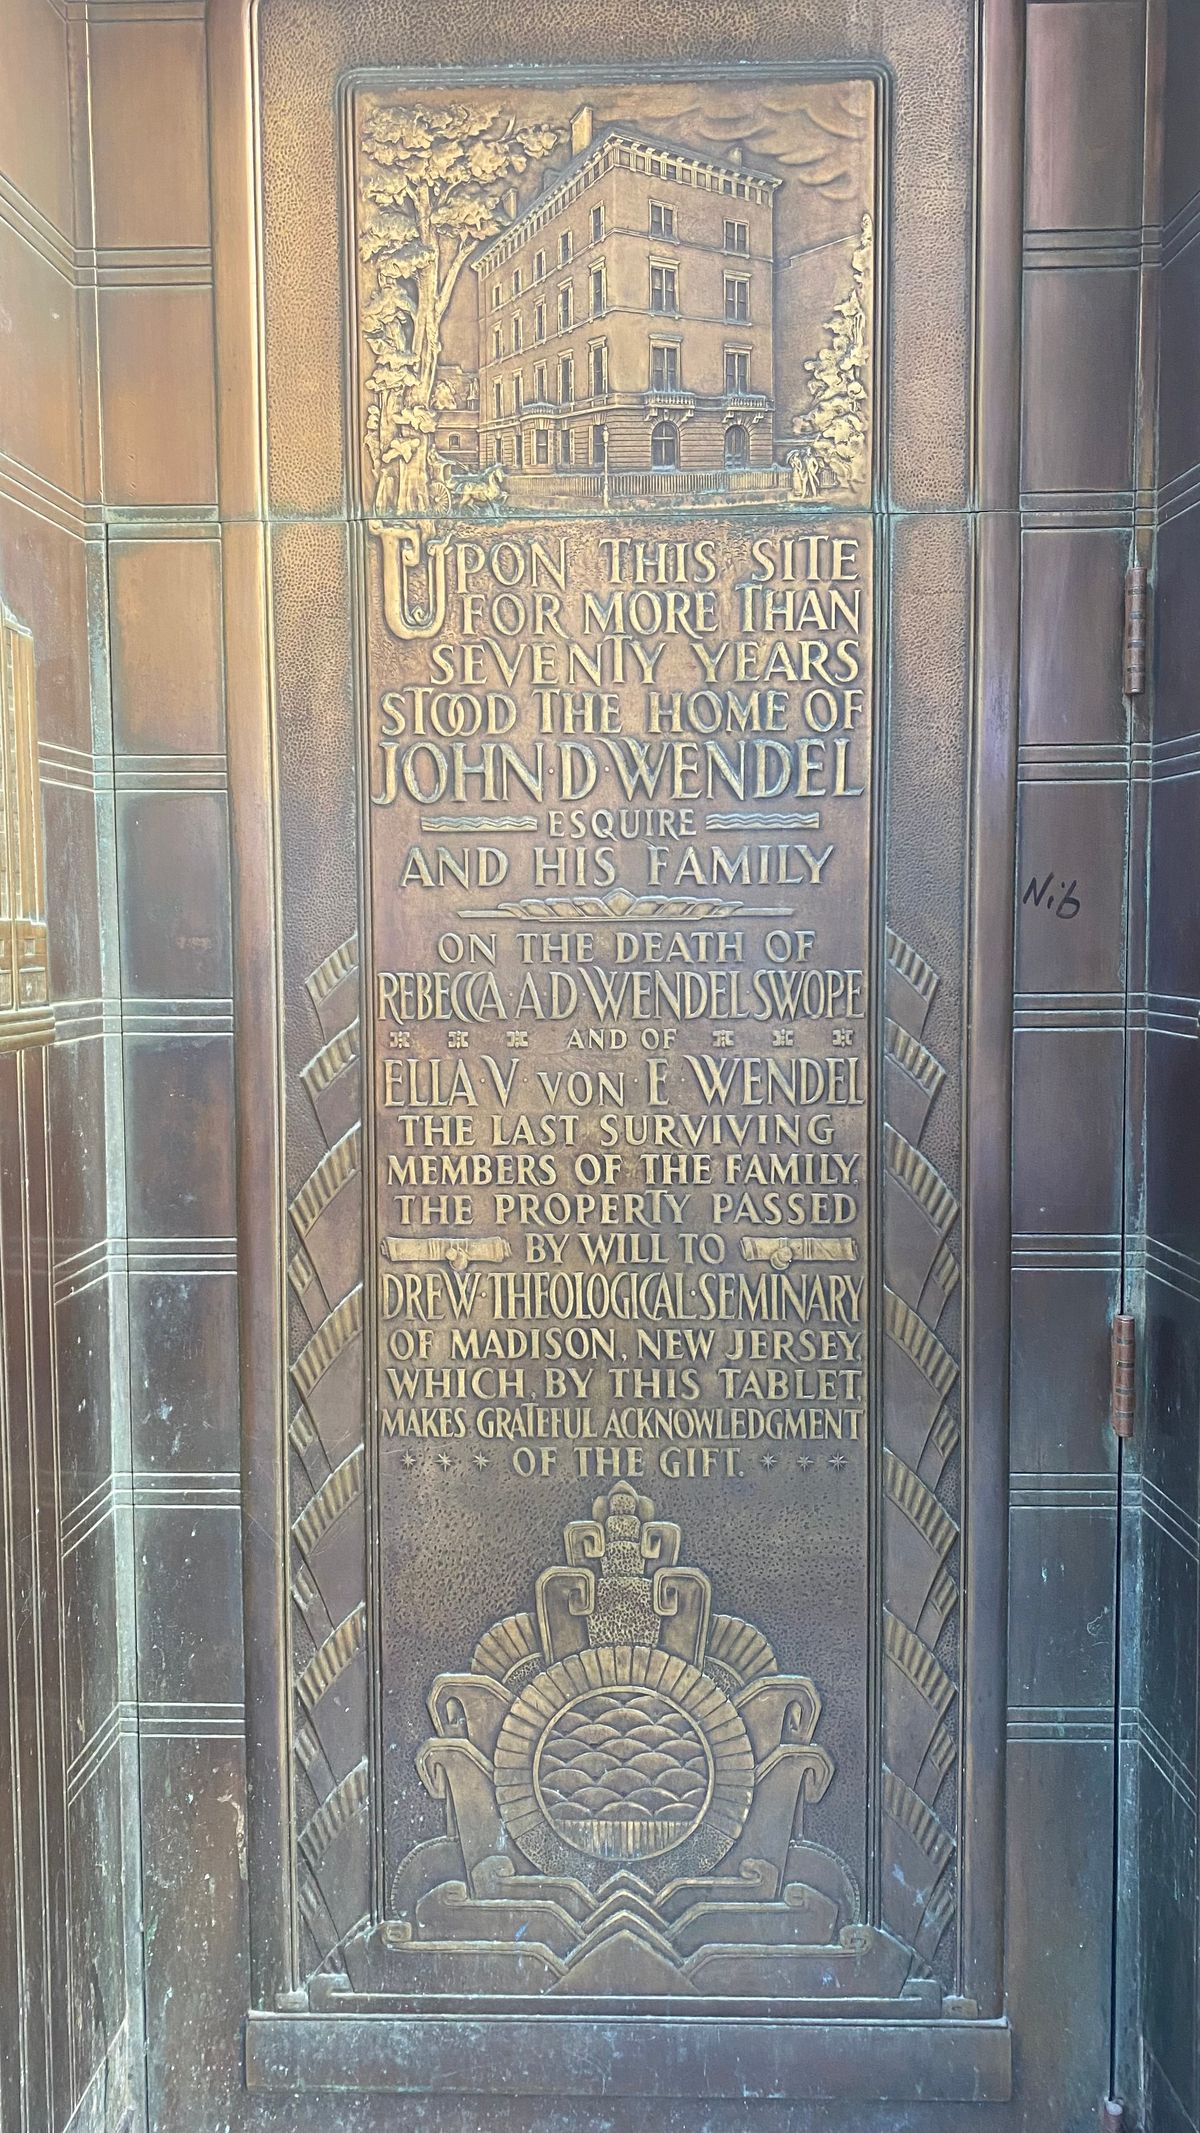 UPON THIS SITE
FOR MORE THAN
SEVENTY YEARS
STOOD THE HOME OF
JOHN·D·WENDEL
ESQUIRE
AND HIS FAMILY
ON THE DEATH OF
REBECCA·A·D·WENDEL·SWOPE
AND OF
ELLA·V·VON·E·WENDEL
THE LAST SURVIVING
MEMBERS OF THE FAMILY,
THE PROPERTY PASSED
BY WILL TO
DREW·THEOLOGICAL·SEMINARY
OF MADISON, NEW JERSEY,
WHICH, BY THIS TABLET,
MAKES GRATEFUL ACKNOWLEDGMENT
OF THE GIFT.
Nib